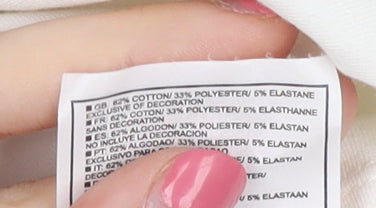 ■ GB: 62% COTTON/ 33% POLYESTER/ 5% ELASTANE
EXCLUSIVE OF DECORATION
■ FR: 62% COTON/ 33% POLYESTER/ 5% ELASTHANNE
SANS DECORATION
■ ES: 62% ALGODON/ 33% POLIESTER/ 5% ELASTAN
NO INCLUYE LA DECORACION
■ PT: 62% ALGODAO/ 33% POLIESTER/ 5% ELASTAN
EXCLUSIVO PARA
■ IT: 62% 5% ELASTAN
5% ELASTAAN